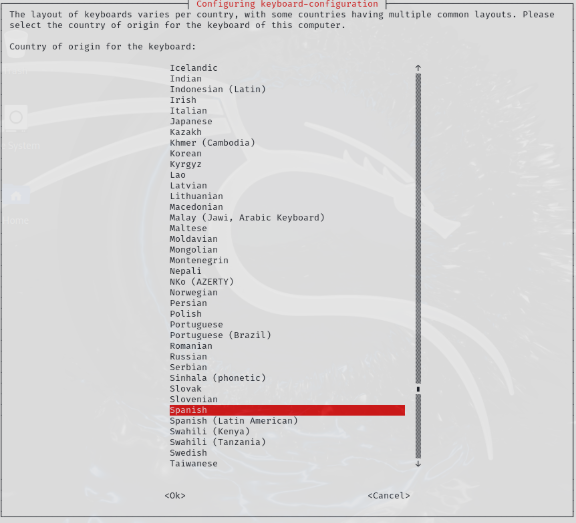 Configuring keyboard-configuration
The layout of keyboards varies per country, with some countries having multiple common layouts. Please
select the country of origin for the keyboard of this computer.
Country of origin for the keyboard:
Icelandic
Indian
Indonesian (Latin)
Irish
Italian
Japanese
Kazakh
Khmer (Cambodia)
Korean
Kyrgyz
Lao
Latvian
Lithuanian
Macedonian
Malay (Jawi, Arabic Keyboard)
Maltese
Moldavian
Mongolian
Montenegrin
Nepali
NKo (AZERTY)
Norwegian
Persian
Polish
Portuguese
Portuguese (Brazil)
Romanian
Russian
Serbian
Sinhala (phonetic)
Slovak
Slovenian
Spanish
Spanish (Latin American)
Swahili (Kenya)
Swahili (Tanzania)
Swedish
Taiwanese
<Ok> <Cancel>